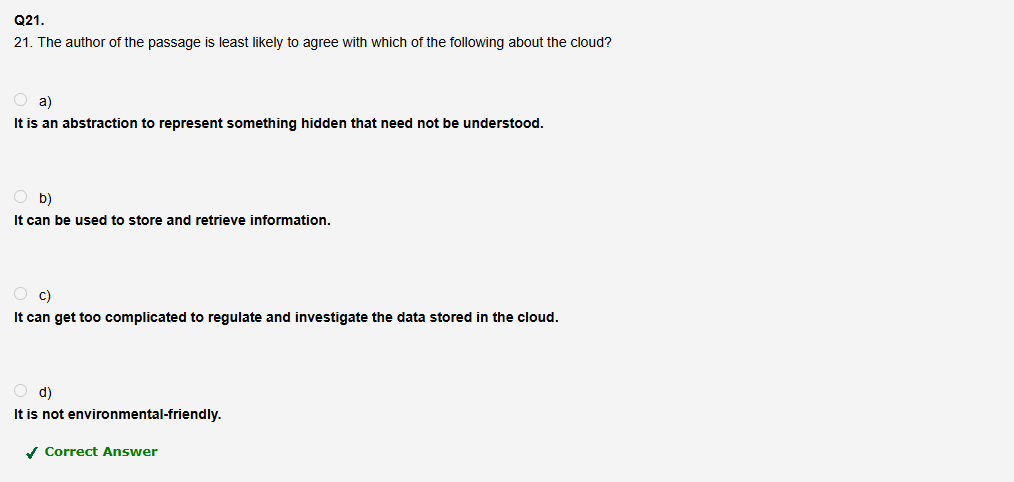 Q21.
21. The author of the passage is least likely to agree with which of the following about the cloud?
a)
It is an abstraction to represent something hidden that need not be understood.
b)
It can be used to store and retrieve information.
c)
It can get too complicated to regulate and investigate the data stored in the cloud.
d)
It is not environmental-friendly.
✓ Correct Answer